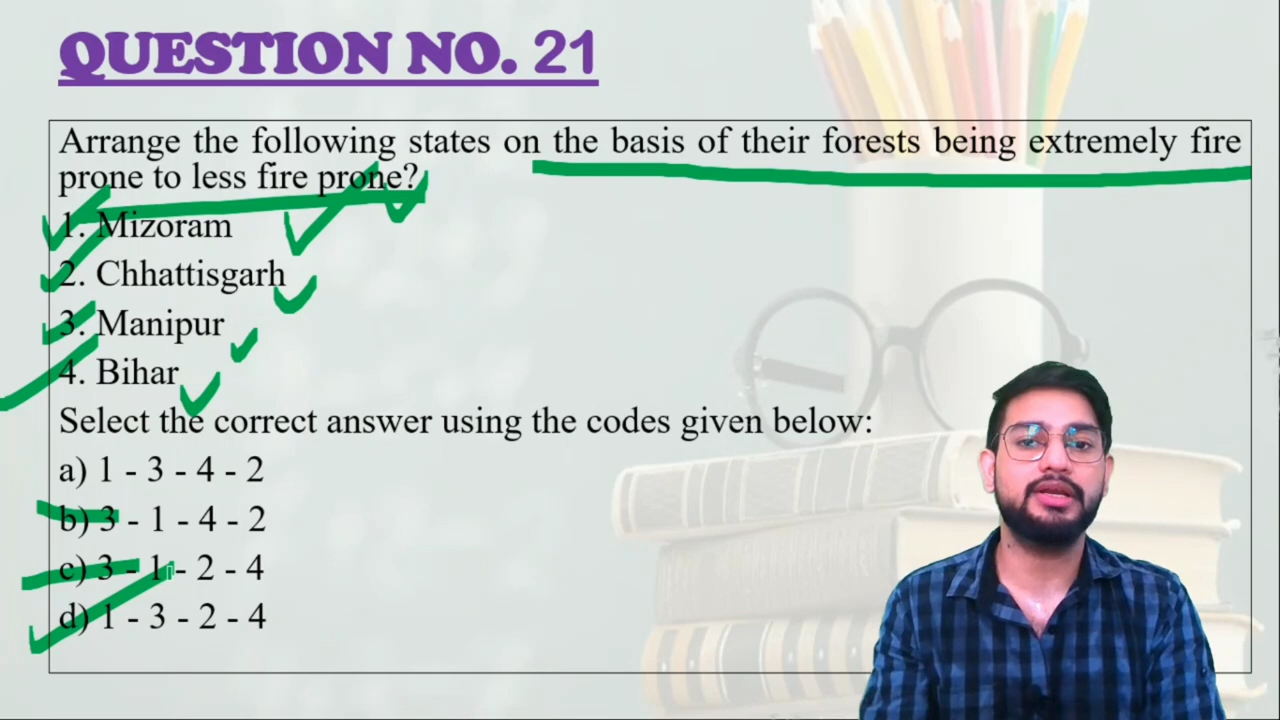 QUESTION NO. 21
Arrange the following states on the basis of their forests being extremely fire
prone to less fire prone?
1. Mizoram
2. Chhattisgarh
3. Manipur
4. Bihar
Select the correct answer using the codes given below:
a) 1 - 3 - 4 - 2
b) 3 - 1 - 4 - 2
c) 3 - 1 - 2 - 4
d) 1 - 3 - 2 - 4